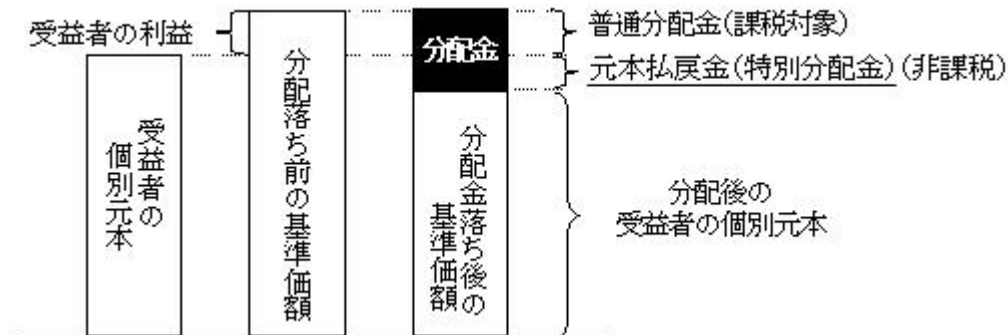 受益者の利益
受益者の
個別元本
分配落ち前の基準価額
分配金
分配金落ち後の
基準価額
普通分配金(課税対象)
元本払戻金(特別分配金)(非課税)
分配後の
受益者の個別元本